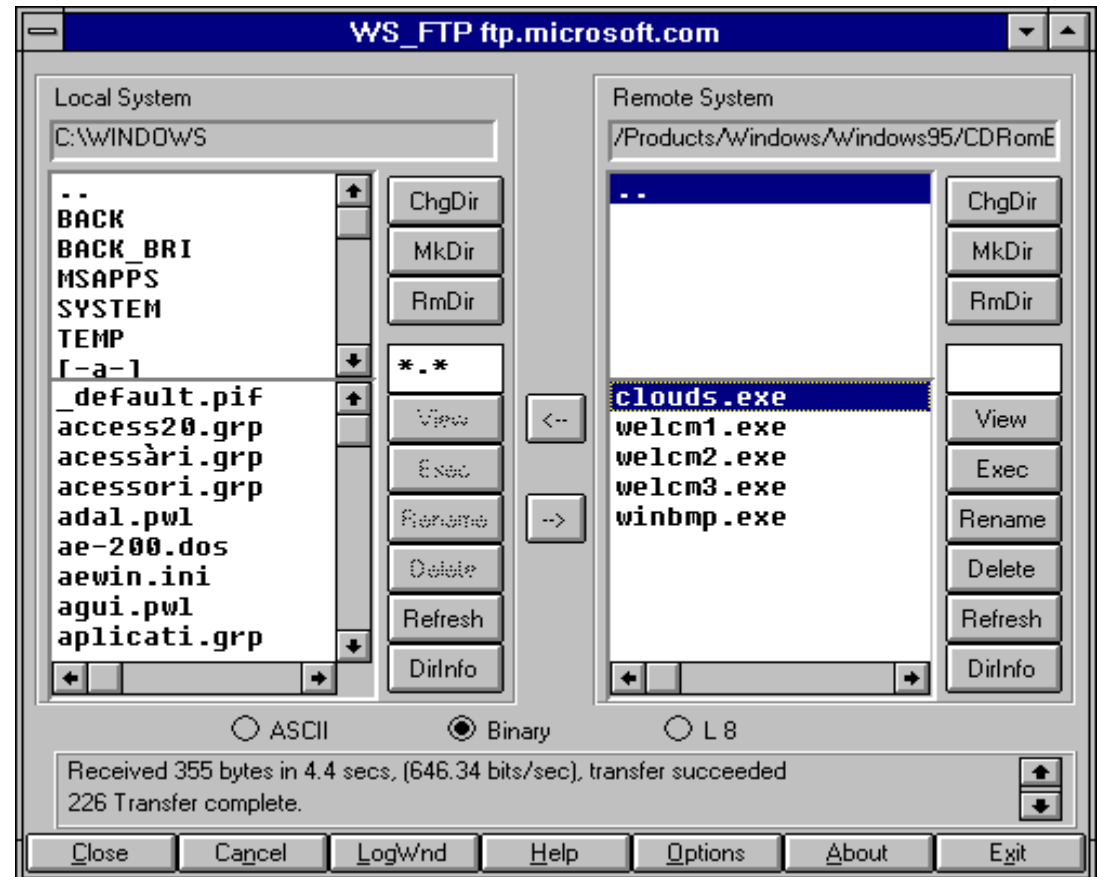 WS_FTP ftp.microsoft.com
Local System
C:\WINDOWS
..
BACK
BACK_BRI
MSAPPS
SYSTEM
TEMP
[-a-]
_default.pif
access20.grp
acessàri.grp
acessori.grp
adal.pwl
ae-200.dos
aewin.ini
agui.pwl
aplicati.grp
ChgDir
MkDir
RmDir
*.*
View
Exec
Rename
Delete
Refresh
DirInfo
<--
-->
Remote System
/Products/Windows/Windows95/CDRomE
..
clouds.exe
welcm1.exe
welcm2.exe
welcm3.exe
winbmp.exe
ChgDir
MkDir
RmDir
View
Exec
Rename
Delete
Refresh
DirInfo
ASCII Binary L 8
Received 355 bytes in 4.4 secs, (646.34 bits/sec), transfer succeeded
226 Transfer complete.
Close Cancel LogWnd Help Options About Exit